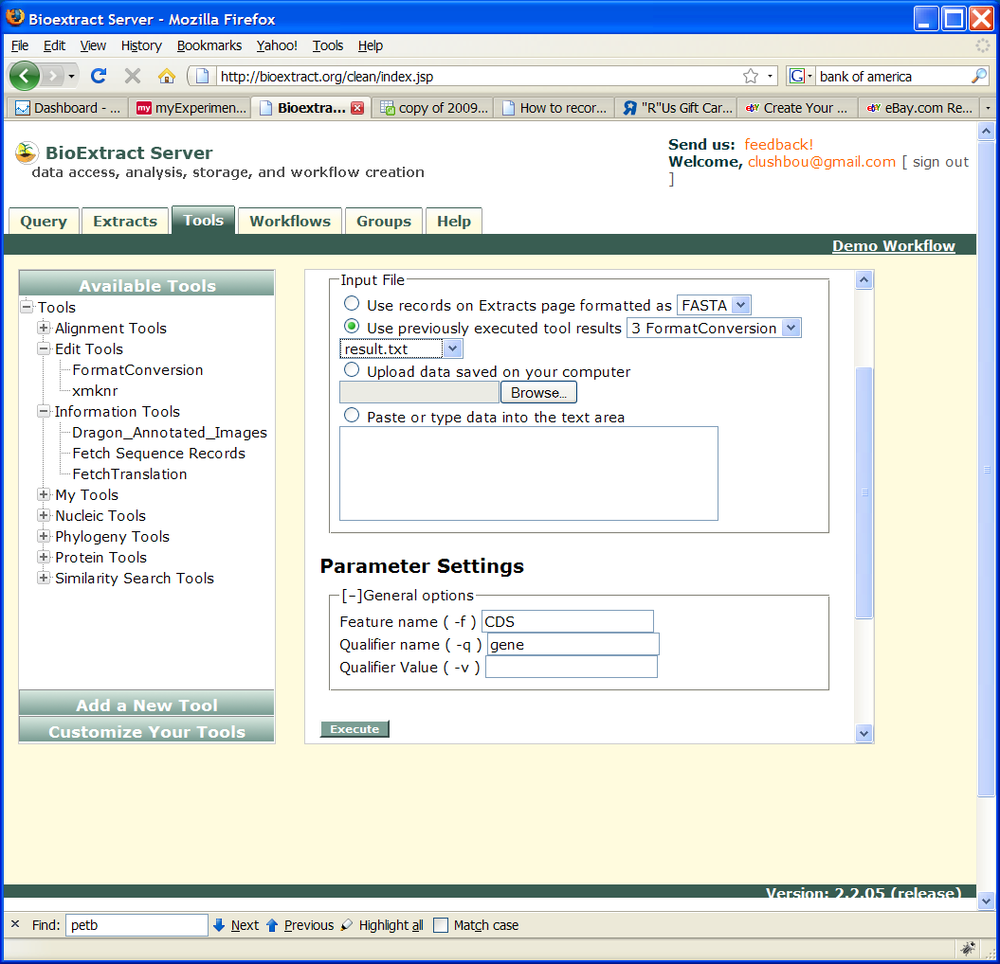 Bioextract Server - Mozilla Firefox
File Edit View History Bookmarks Yahoo! Tools Help
http://bioextract.org/clean/index.jsp G bank of america
Dashboard - ... my myExperimen... Bioextra... copy of 2009... How to recor... "R"Us Gift Car... Create Your ... eBay.com Re...
BioExtract Server
data access, analysis, storage, and workflow creation
Send us: feedback!
Welcome, clushbou@gmail.com [ sign out
]
Query Extracts Tools Workflows Groups Help
Demo Workflow
Available Tools
Tools
Alignment Tools
Edit Tools
FormatConversion
xmknr
Information Tools
Dragon_Annotated_Images
Fetch Sequence Records
FetchTranslation
My Tools
Nucleic Tools
Phylogeny Tools
Protein Tools
Similarity Search Tools
Add a New Tool
Customize Your Tools
Input File
Use records on Extracts page formatted as FASTA
Use previously executed tool results 3 FormatConversion
result.txt
Upload data saved on your computer
Browse...
Paste or type data into the text area
Parameter Settings
[-]General options
Feature name ( -f ) CDS
Qualifier name ( -q ) gene
Qualifier Value ( -v )
Execute
Version: 2.2.05 (release)
× Find: petb Next Previous Highlight all Match case